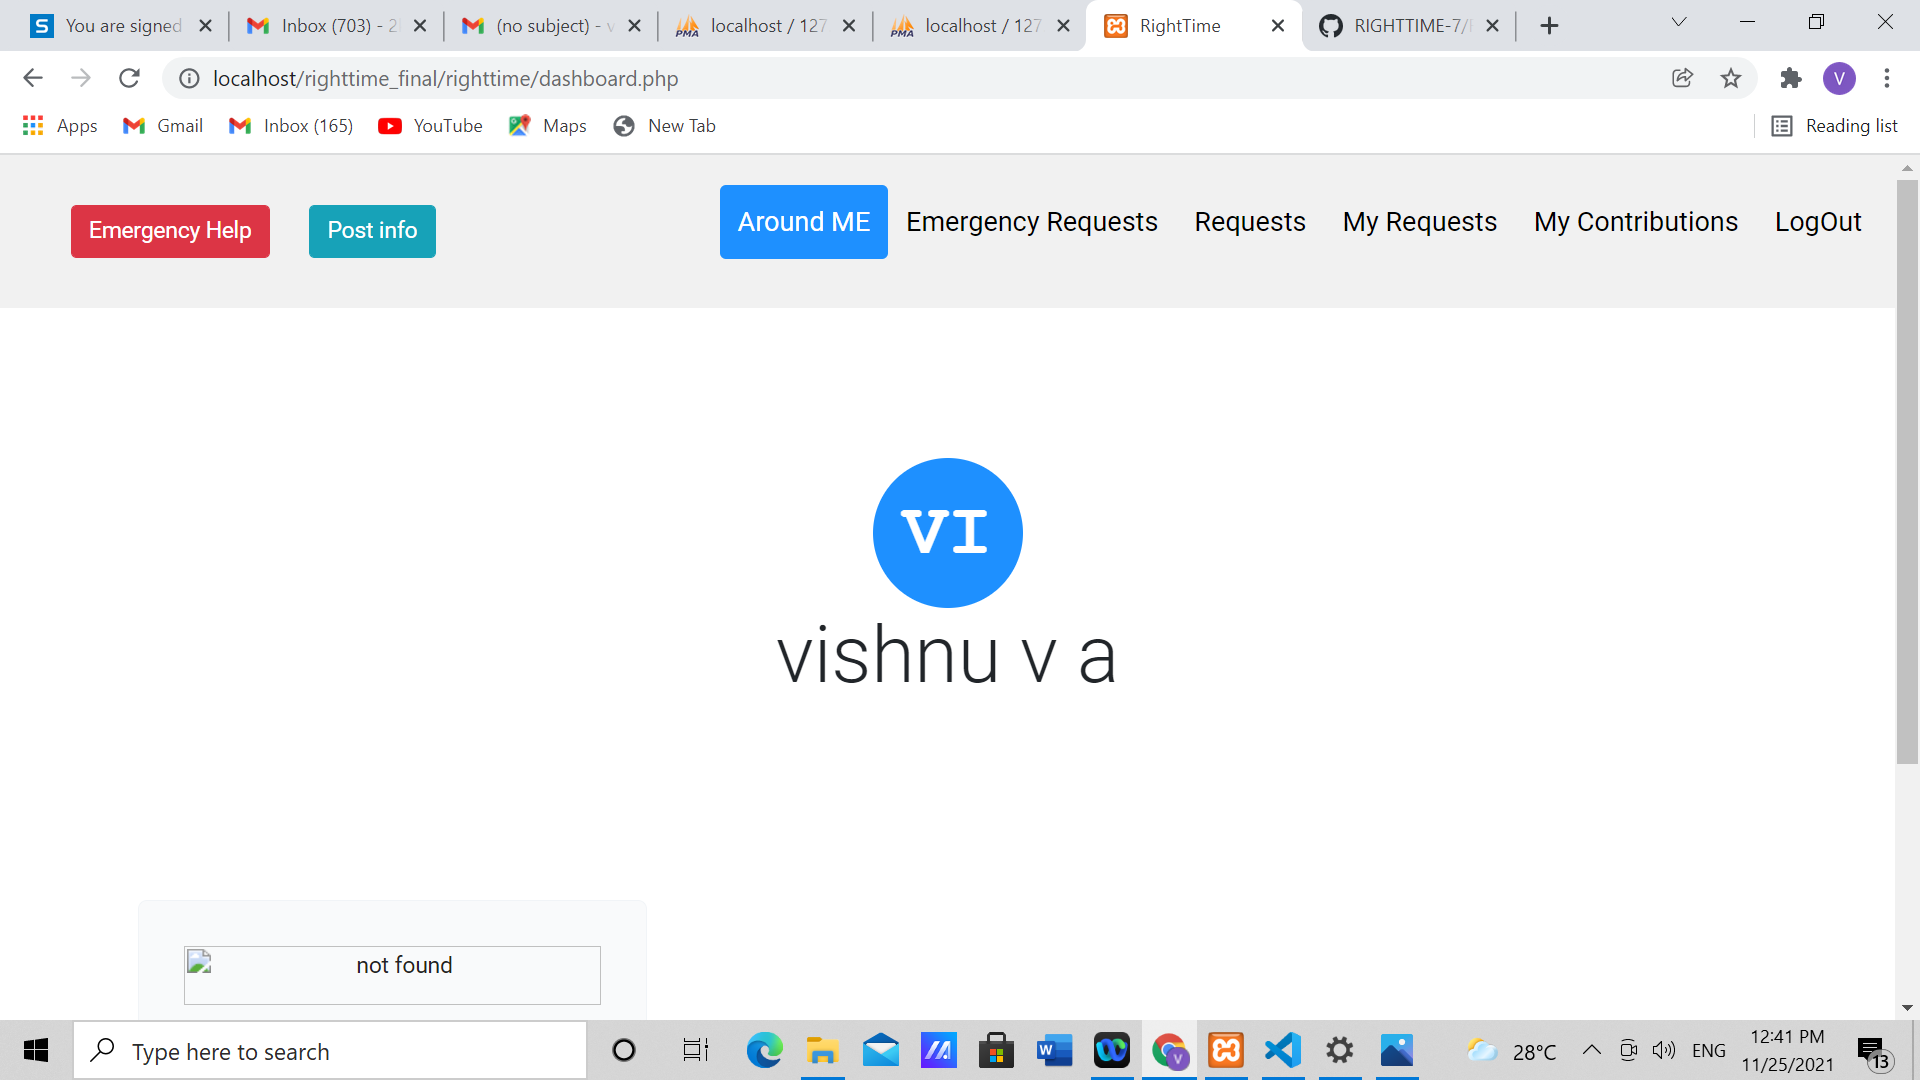 You are signed
Inbox (703) - 2
(no subject) - v
localhost / 127
localhost / 127
RightTime
RIGHTTIME-7/
localhost/righttime_final/righttime/dashboard.php
V
Apps
Gmail
Inbox (165)
YouTube
Maps
New Tab
Reading list
Emergency Help
Post info
Around ME
Emergency Requests
Requests
My Requests
My Contributions
LogOut
VI
vishnu v a
not found
Type here to search
28°C
ENG
12:41 PM
11/25/2021
13